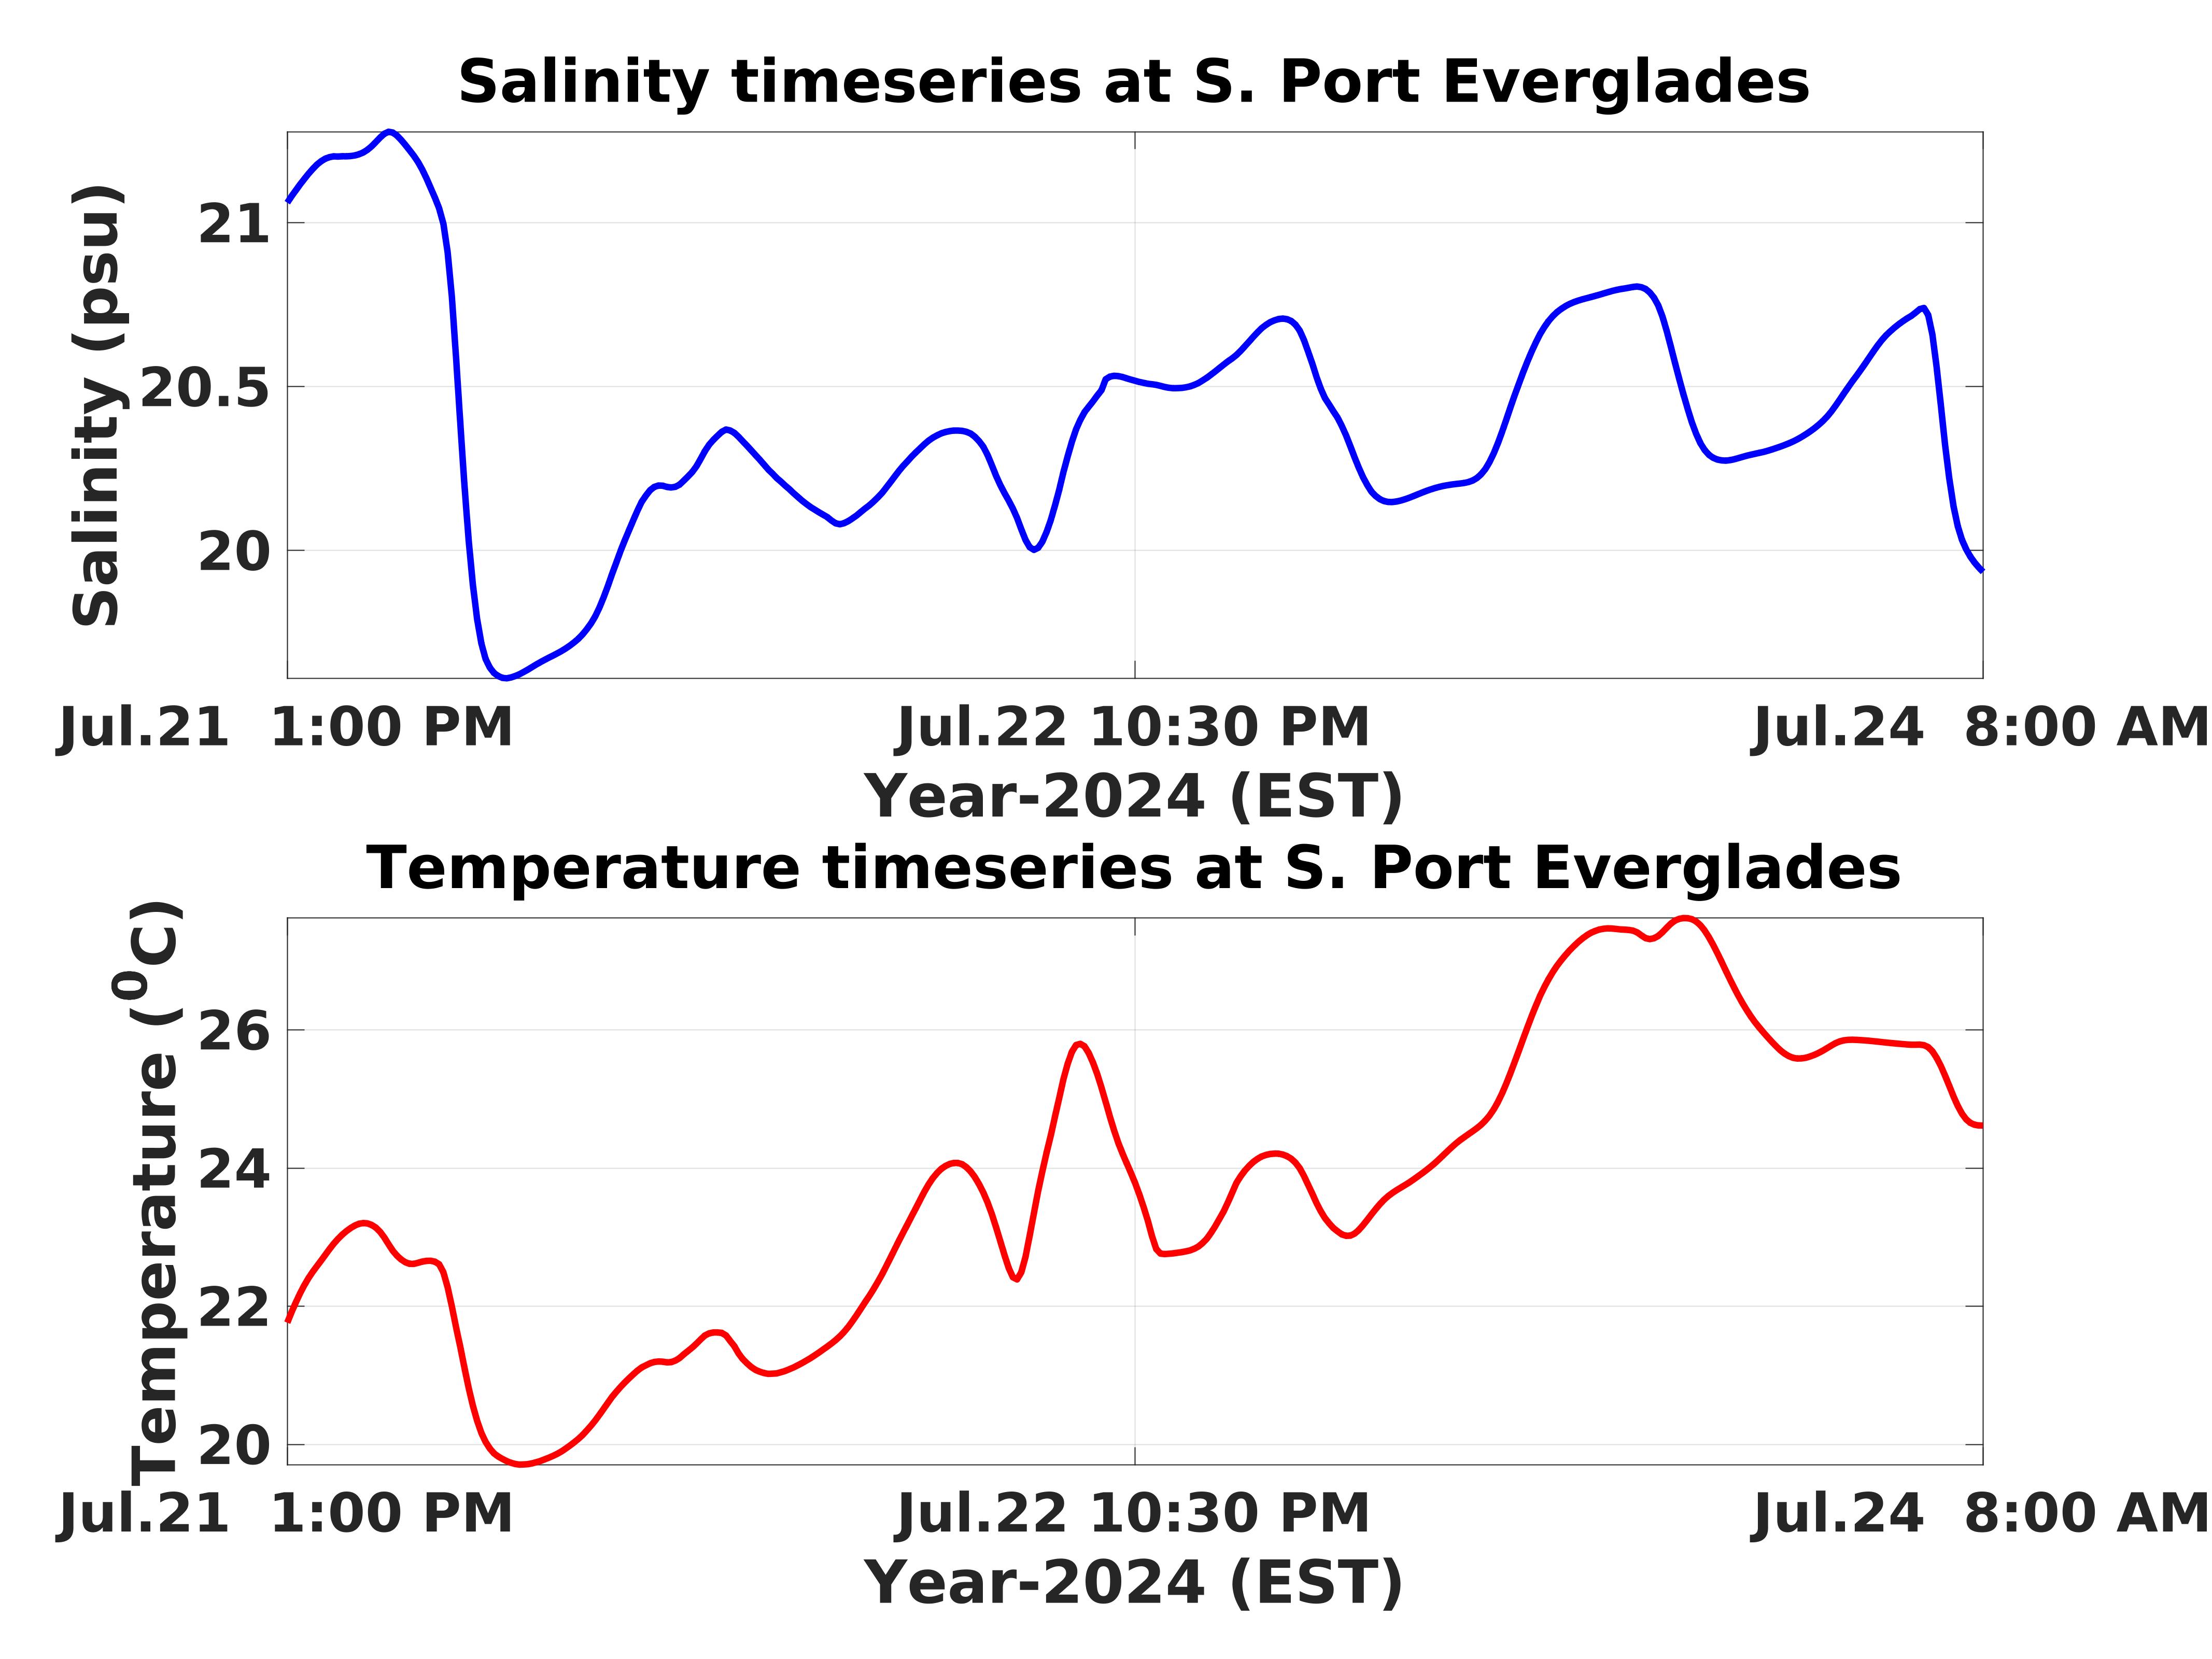 Salinity timeseries at S. Port Everglades
Salinity (psu)
21
20.5
20
Jul.21  1:00 PM
Jul.22 10:30 PM
Jul.24  8:00 AM
Year-2024 (EST)
Temperature timeseries at S. Port Everglades
Temperature (⁰C)
26
24
22
20
Jul.21  1:00 PM
Jul.22 10:30 PM
Jul.24  8:00 AM
Year-2024 (EST)